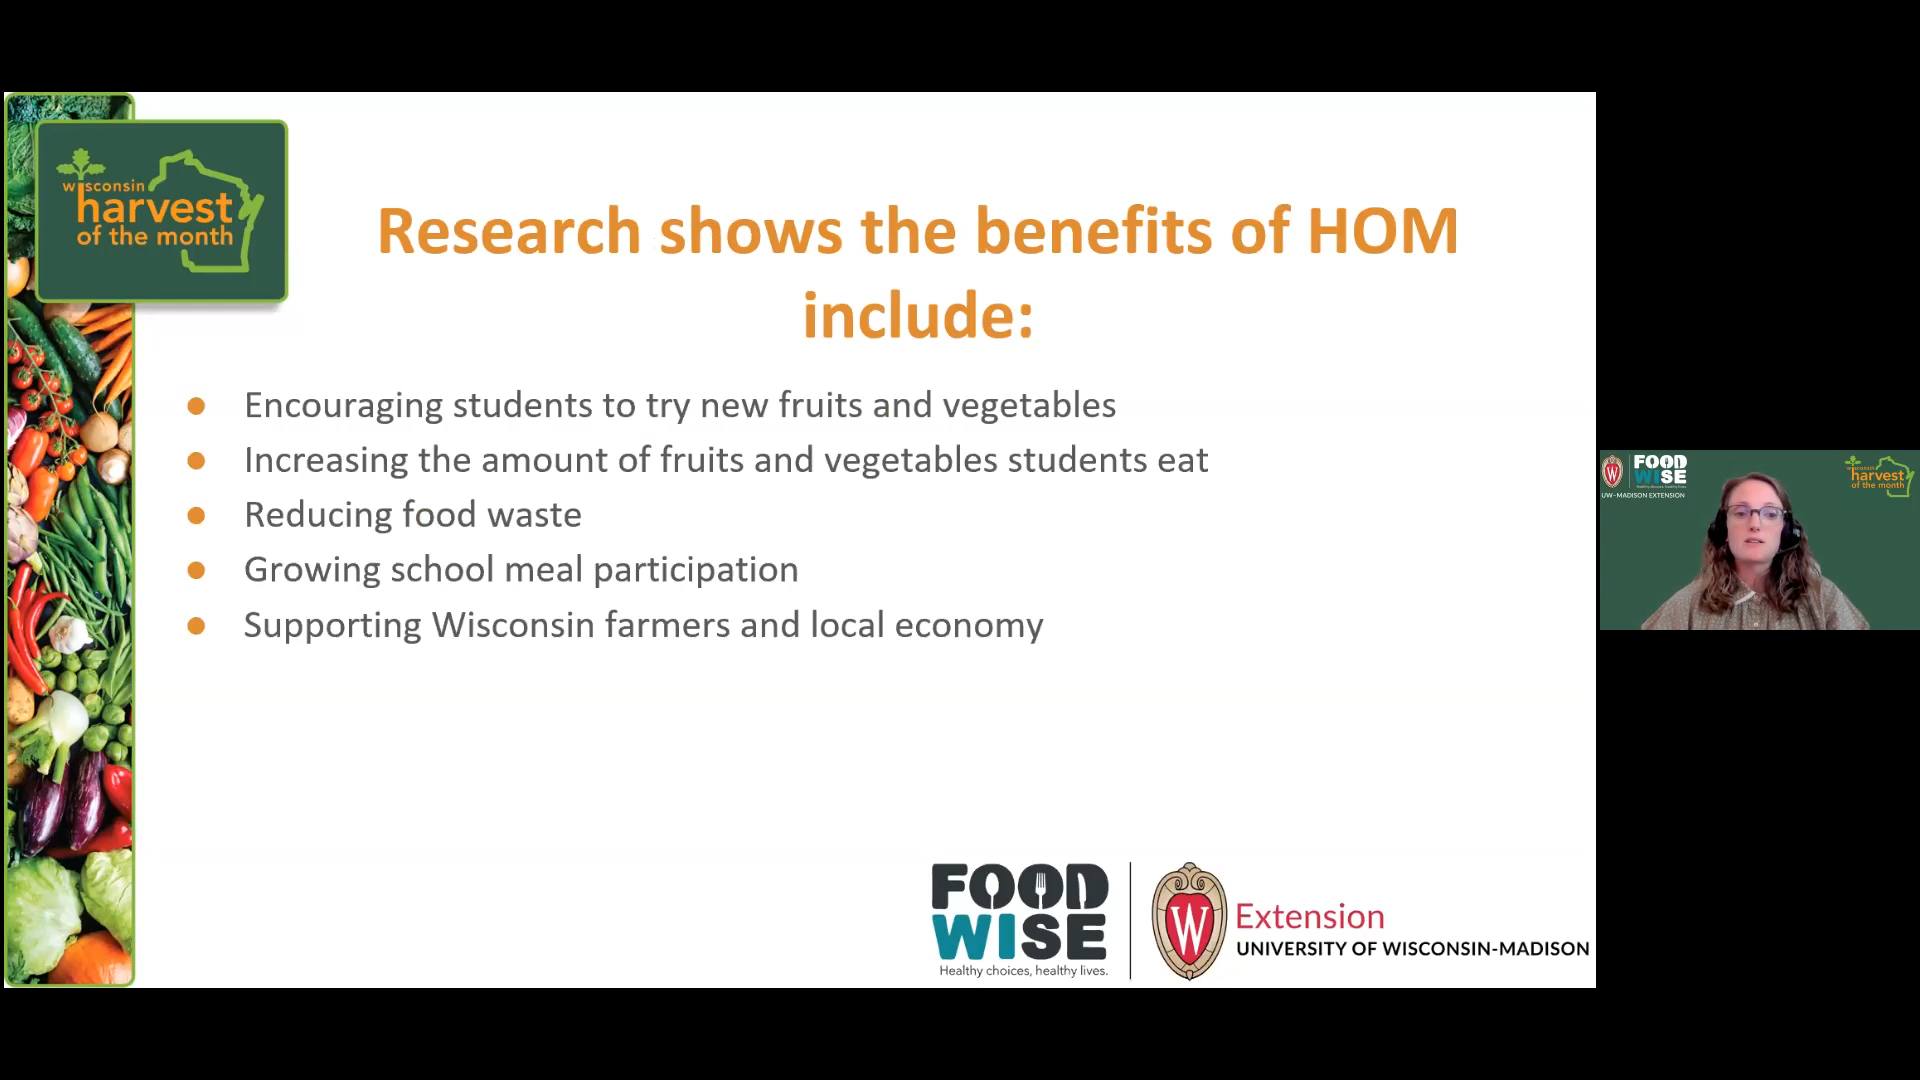 wisconsin
harvest
of the month
Research shows the benefits of HOM
include:
Encouraging students to try new fruits and vegetables
Increasing the amount of fruits and vegetables students eat
Reducing food waste
Growing school meal participation
Supporting Wisconsin farmers and local economy
FOOD
WISE
Healthy choices, healthy lives.
W
Extension
UNIVERSITY OF WISCONSIN-MADISON
FOOD
WISE
UW-MADISON EXTENSION
wisconsin
harvest
of the month